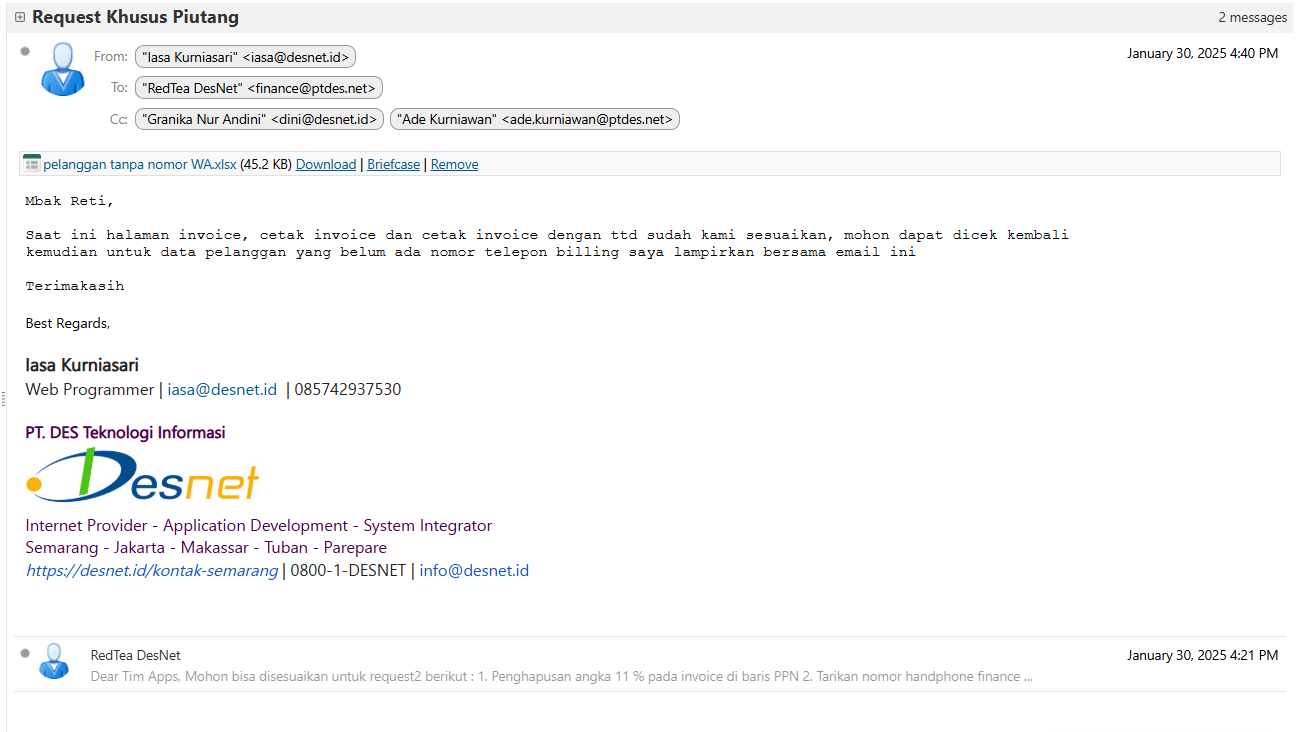 Request Khusus Piutang
2 messages
From: "Iasa Kurniasari" <iasa@desnet.id>
January 30, 2025 4:40 PM
To: "RedTea DesNet" <finance@ptdes.net>
Cc: "Granika Nur Andini" <dini@desnet.id> "Ade Kurniawan" <ade.kurniawan@ptdes.net>
pelanggan tanpa nomor WA.xlsx (45.2 KB) Download | Briefcase | Remove
Mbak Reti,
Saat ini halaman invoice, cetak invoice dan cetak invoice dengan ttd sudah kami sesuaikan, mohon dapat dicek kembali
kemudian untuk data pelanggan yang belum ada nomor telepon billing saya lampirkan bersama email ini
Terimakasih
Best Regards,
Iasa Kurniasari
Web Programmer | iasa@desnet.id | 085742937530
PT. DES Teknologi Informasi
Desnet
Internet Provider - Application Development - System Integrator
Semarang - Jakarta - Makassar - Tuban - Parepare
https://desnet.id/kontak-semarang | 0800-1-DESNET | info@desnet.id
RedTea DesNet
January 30, 2025 4:21 PM
Dear Tim Apps, Mohon bisa disesuaikan untuk request2 berikut : 1. Penghapusan angka 11 % pada invoice di baris PPN 2. Tarikan nomor handphone finance ...